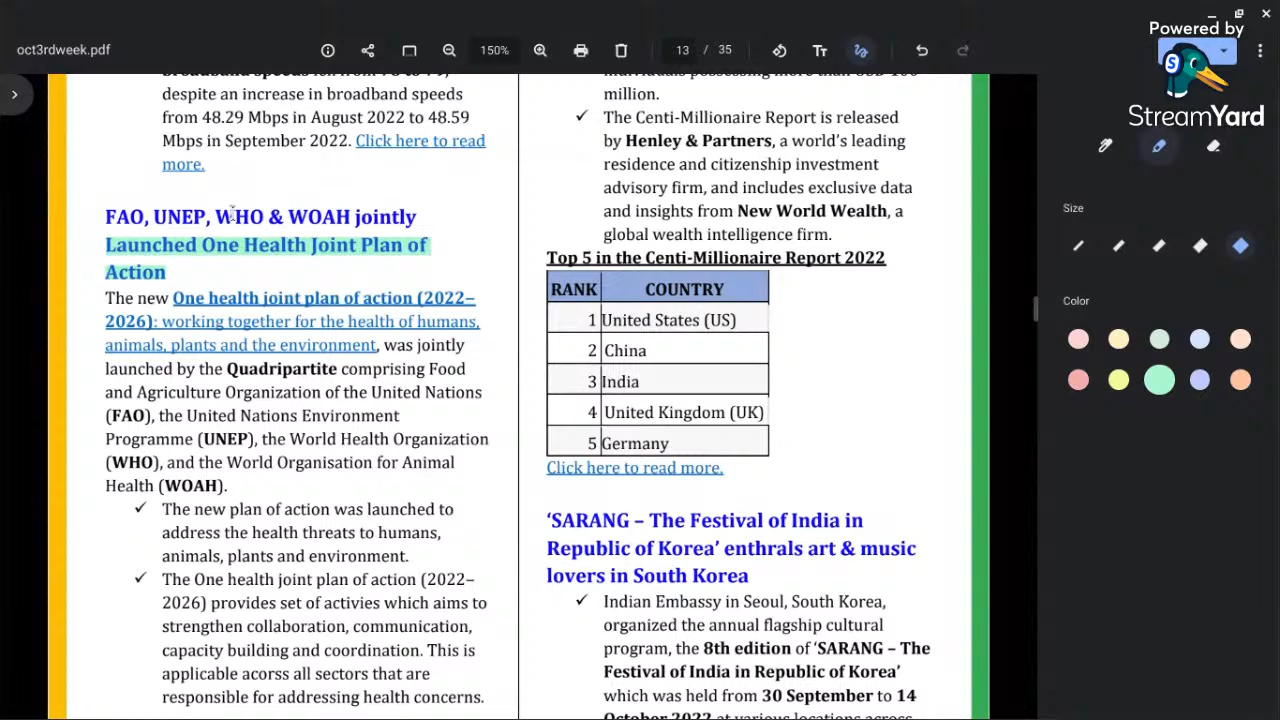 oct3rdweek.pdf
150%
13 / 35
Powered by
StreamYard
despite an increase in broadband speeds
from 48.29 Mbps in August 2022 to 48.59
Mbps in September 2022. Click here to read
more.
FAO, UNEP, WHO & WOAH jointly
Launched One Health Joint Plan of
Action
The new One health joint plan of action (2022–
2026): working together for the health of humans,
animals, plants and the environment, was jointly
launched by the Quadripartite comprising Food
and Agriculture Organization of the United Nations
(FAO), the United Nations Environment
Programme (UNEP), the World Health Organization
(WHO), and the World Organisation for Animal
Health (WOAH).
✓ The new plan of action was launched to
address the health threats to humans,
animals, plants and environment.
✓ The One health joint plan of action (2022–
2026) provides set of activies which aims to
strengthen collaboration, communication,
capacity building and coordination. This is
applicable acorss all sectors that are
responsible for addressing health concerns.
individuals possessing more than USD 100
million.
✓ The Centi-Millionaire Report is released
by Henley & Partners, a world's leading
residence and citizenship investment
advisory firm, and includes exclusive data
and insights from New World Wealth, a
global wealth intelligence firm.
Top 5 in the Centi-Millionaire Report 2022
RANK COUNTRY
1 United States (US)
2 China
3 India
4 United Kingdom (UK)
5 Germany
Click here to read more.
‘SARANG – The Festival of India in
Republic of Korea’ enthrals art & music
lovers in South Korea
✓ Indian Embassy in Seoul, South Korea,
organized the annual flagship cultural
program, the 8th edition of ‘SARANG – The
Festival of India in Republic of Korea’
which was held from 30 September to 14
October 2022 at various locations across
Size
Color